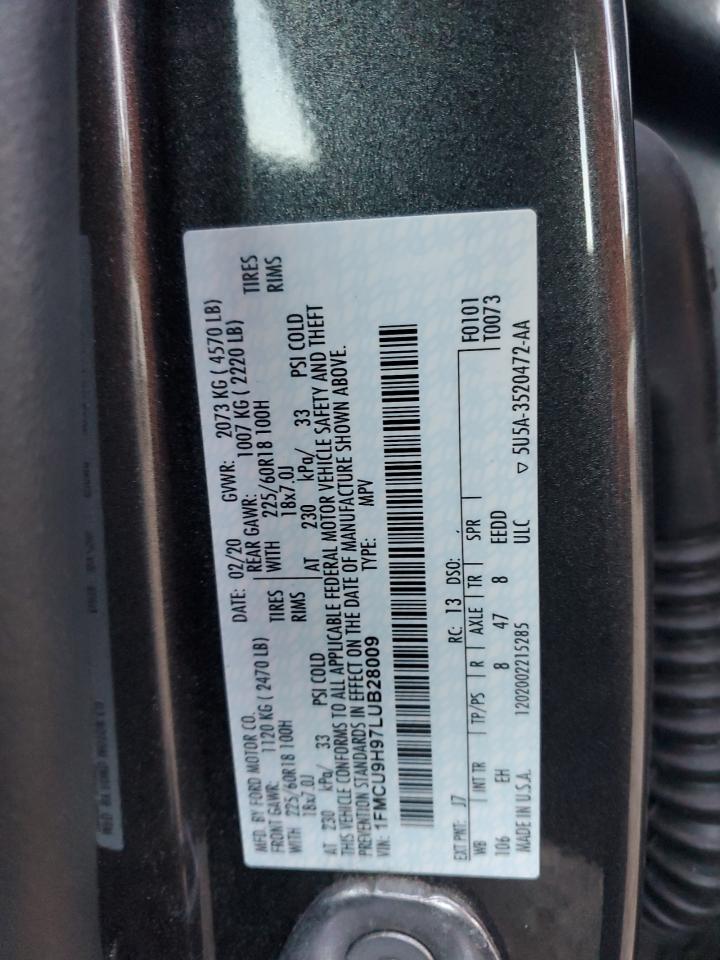 MFD. BY FORD MOTOR CO.
DATE: 02/20 GVWR: 2073 KG ( 4570 LB)
FRONT GAWR: 1120 KG ( 2470 LB) REAR GAWR: 1007 KG ( 2220 LB)
WITH 225/60R18 100H TIRES WITH 225/60R18 100H TIRES
18x7.0J RIMS 18x7.0J RIMS
AT 230 kPa/ 33 PSI COLD AT 230 kPa/ 33 PSI COLD
THIS VEHICLE CONFORMS TO ALL APPLICABLE FEDERAL MOTOR VEHICLE SAFETY AND THEFT
PREVENTION STANDARDS IN EFFECT ON THE DATE OF MANUFACTURE SHOWN ABOVE.
VIN: 1FMCU9H97LUB28009 TYPE: MPV
EXT PNT: J7 RC: 13 DSO:
WB INT TR TP/PS R AXLE TR SPR F0101
106 EH 8 47 8 EEDD T0073
MADE IN U.S.A. 1202002215285 ULC ▽ 5U5A-3520472-AA